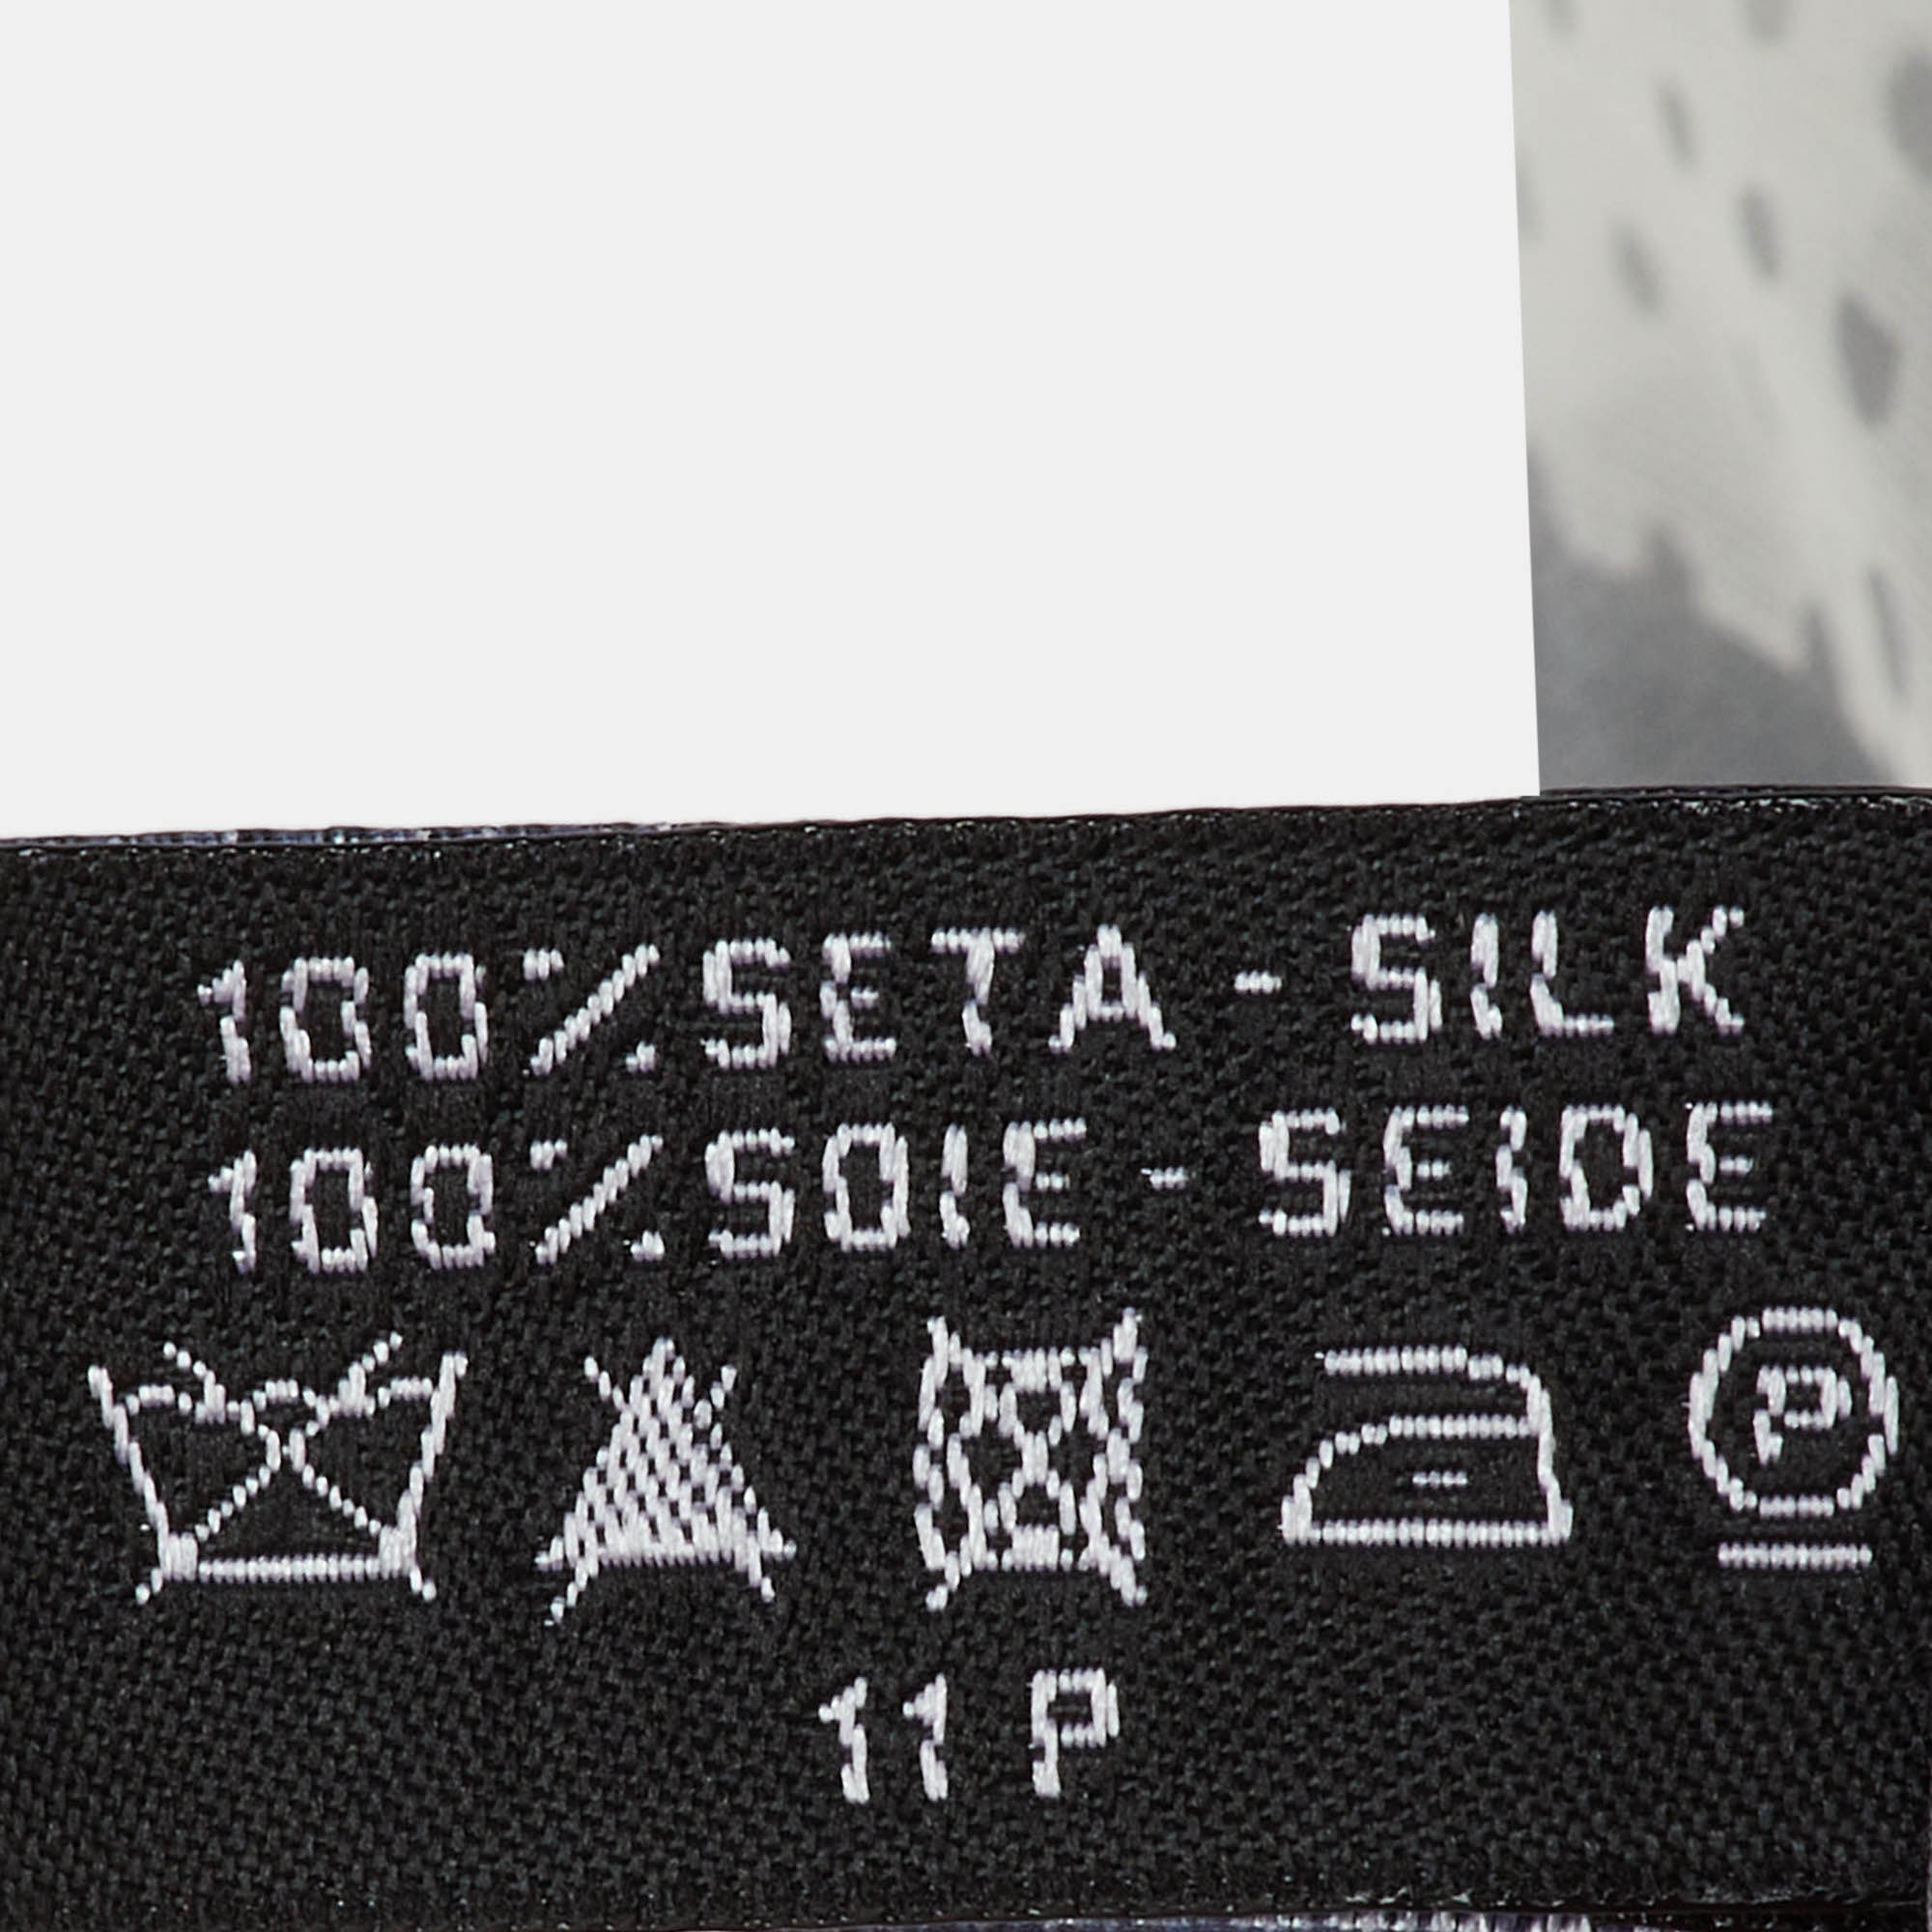 100% SETA - SILK
100% SOIE - SEIDE
P
11 P